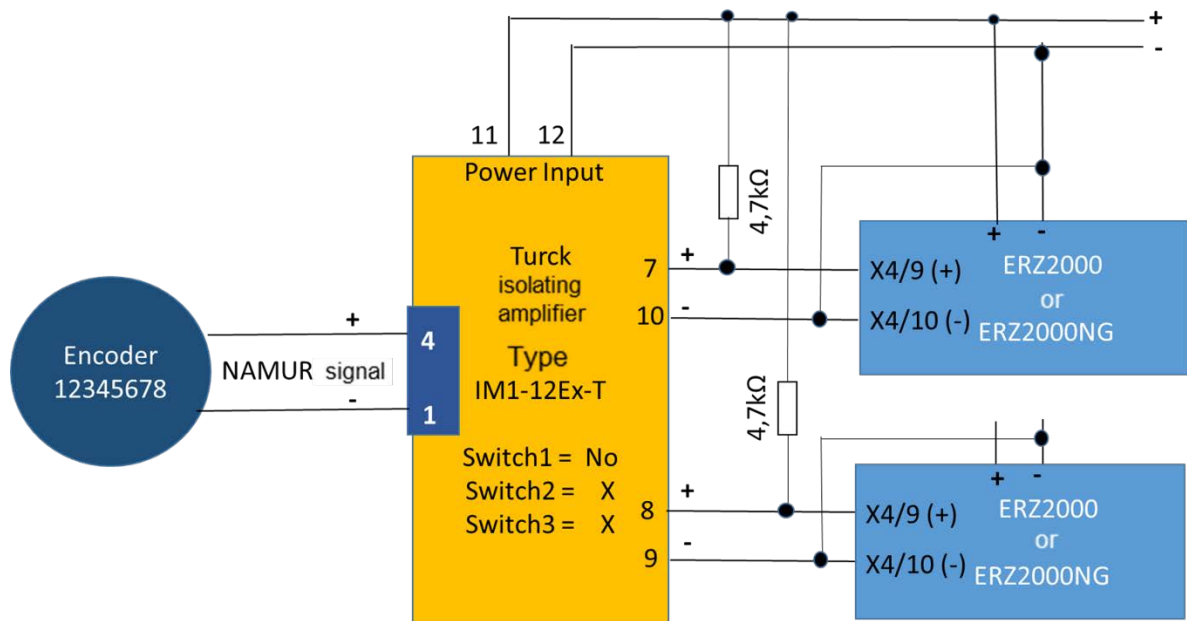 +
-
11 12
Power Input
4,7kΩ
+ -
Turck
isolating
amplifier
7 +
10 -
X4/9 (+)
X4/10 (-)
ERZ2000
or
ERZ2000NG
Encoder
12345678
+
NAMUR signal
-
4
1
Type
IM1-12Ex-T
4,7kΩ
Switch1 = No
Switch2 = X
Switch3 = X
8 +
9 -
+ -
X4/9 (+)
X4/10 (-)
ERZ2000
or
ERZ2000NG